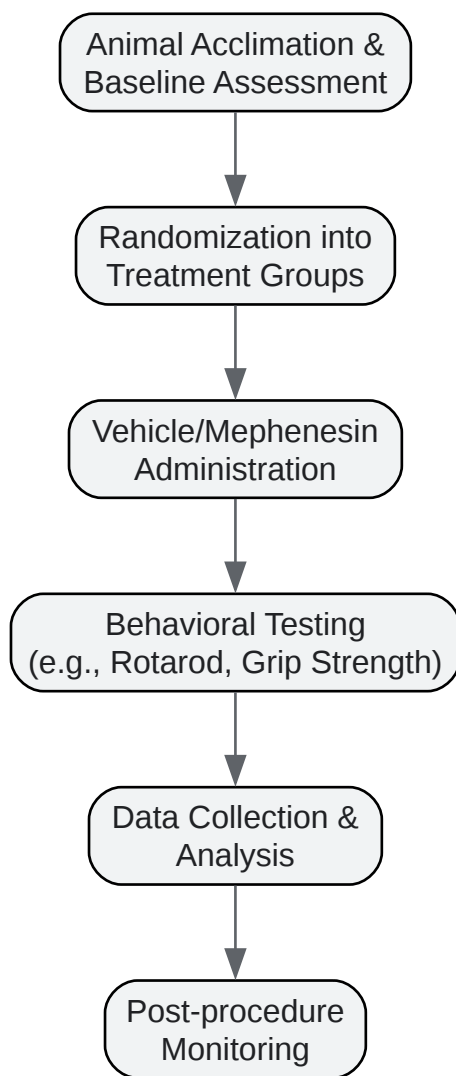 Animal Acclimation &
Baseline Assessment
Randomization into
Treatment Groups
Vehicle/Mephenesin
Administration
Behavioral Testing
(e.g., Rotarod, Grip Strength)
Data Collection &
Analysis
Post-procedure
Monitoring